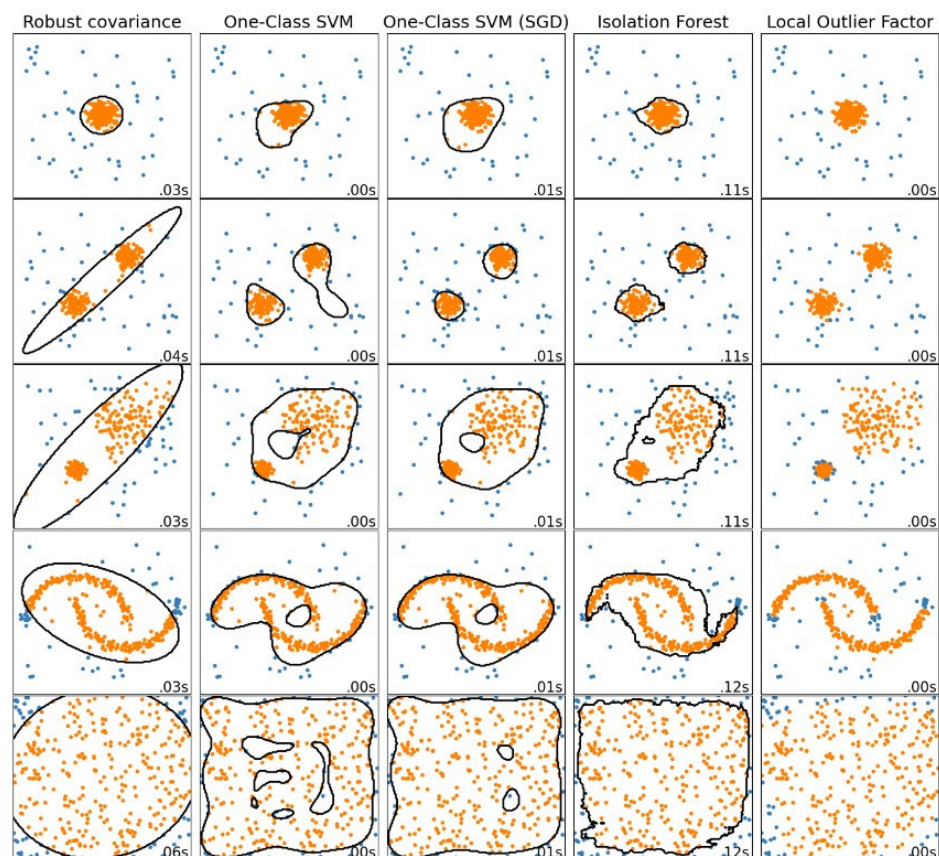 Robust covariance One-Class SVM One-Class SVM (SGD) Isolation Forest Local Outlier Factor
.03s .00s .01s .11s .00s
.04s .00s .01s .11s .00s
.03s .00s .01s .11s .00s
.03s .00s .01s .12s .00s
.06s .00s .01s .12s .00s